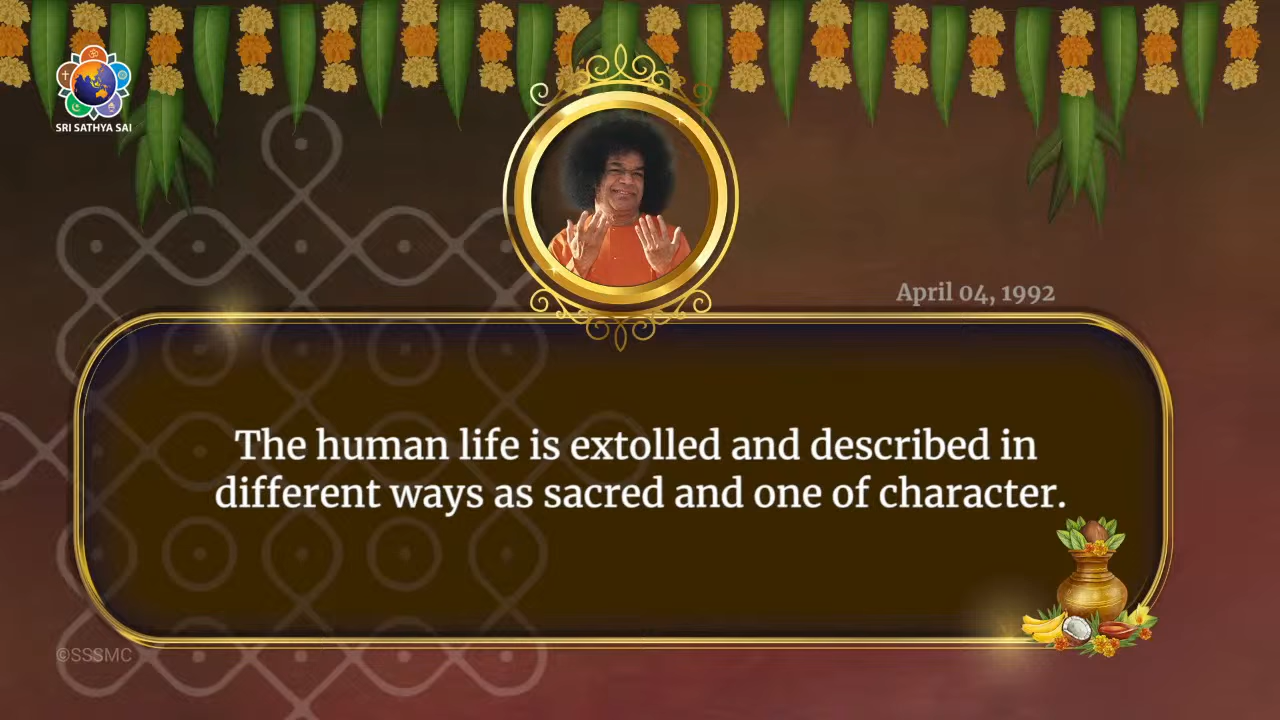 SRI SATHYA SAI
April 04, 1992
The human life is extolled and described in
different ways as sacred and one of character.
©SSSMC